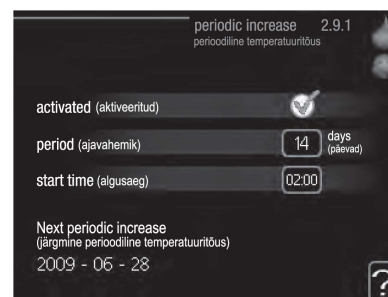 periodic increase 2.9.1
perioodiline temperatuuritõus
activated (aktiveeritud)
period (ajavahemik) 14 days
(päevad)
start time (algusaeg) 02:00
Next periodic increase
(järgmine perioodiline temperatuuritõus)
2009 - 06 - 28
?